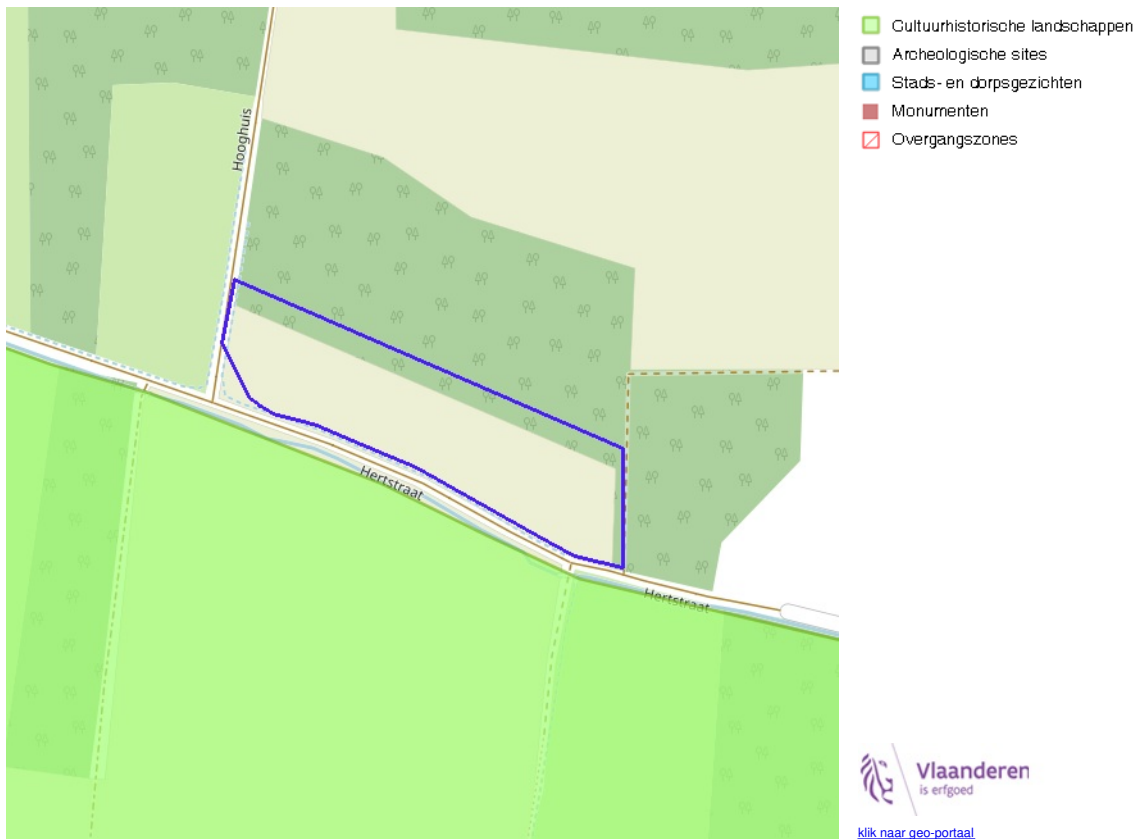 Hooghuis
Hertstraat
Hertstraat
Cultuurhistorische landschappen
Archeologische sites
Stads- en dorpsgezichten
Monumenten
Overgangszones
Vlaanderen
is erfgoed
klik naar geo-portaal